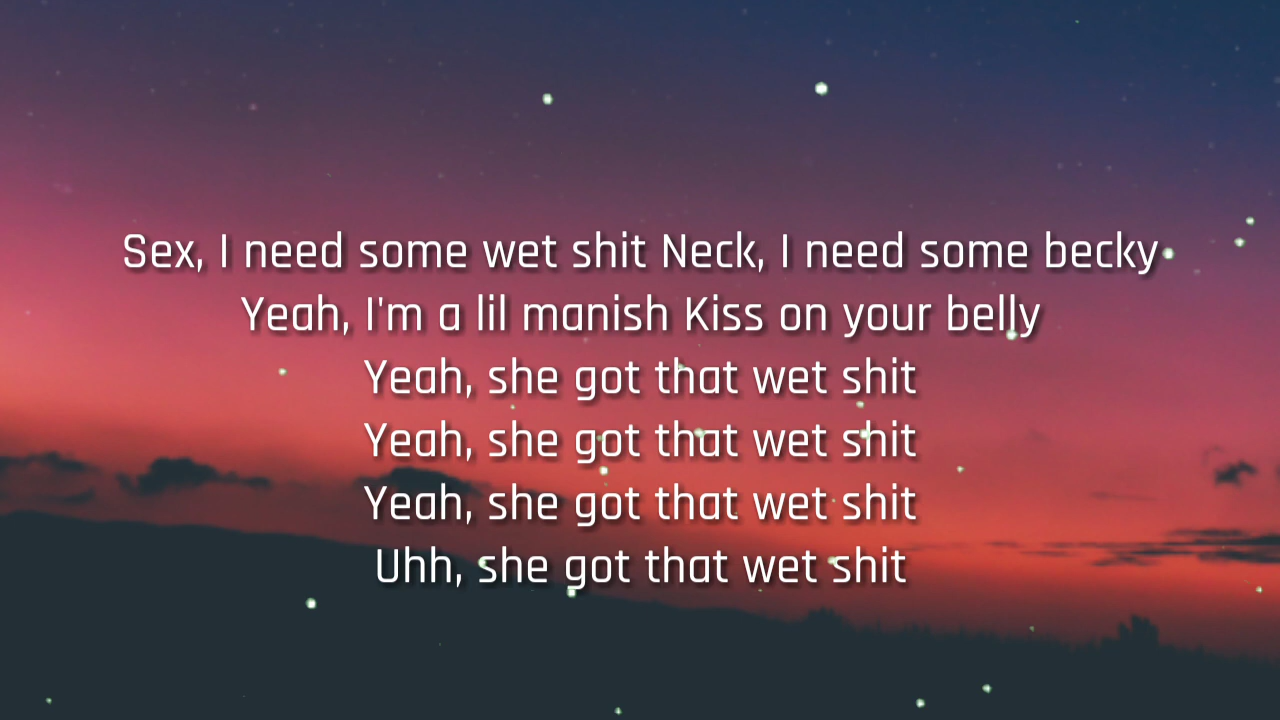 Sex, I need some wet shit Neck, I need some becky
Yeah, I'm a lil manish Kiss on your belly
Yeah, she got that wet shit
Yeah, she got that wet shit
Yeah, she got that wet shit
Uhh, she got that wet shit